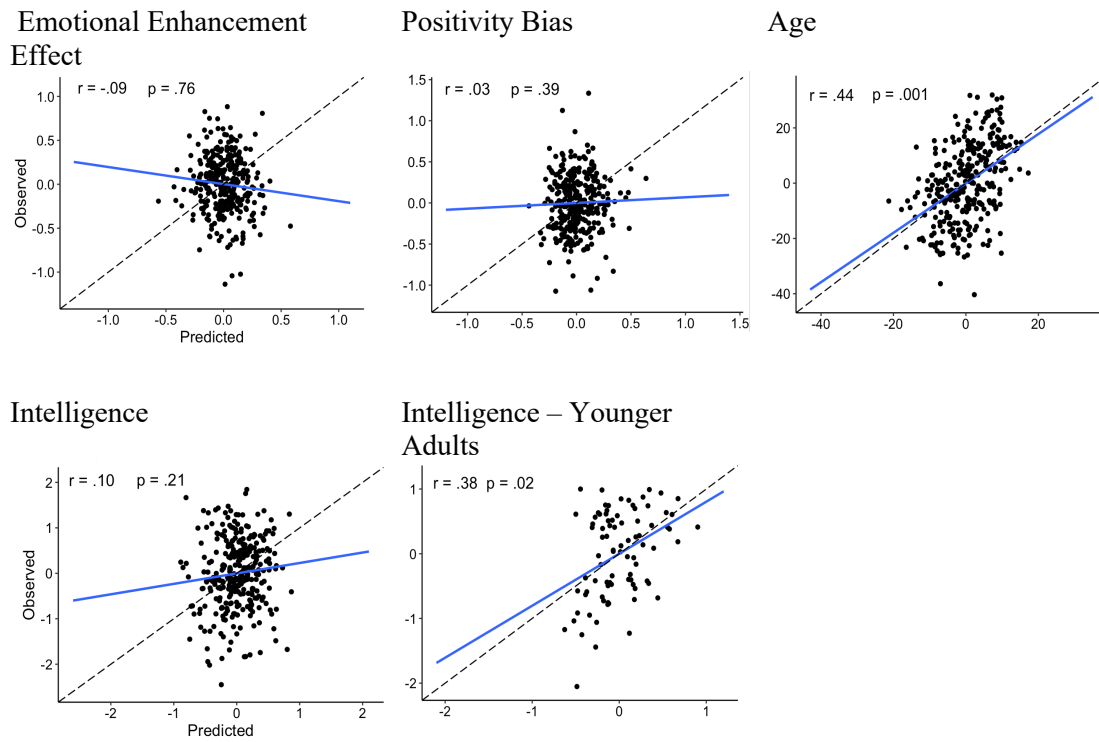 Emotional Enhancement
Effect
r = -.09 p = .76
1.0
0.5
0.0
-0.5
-1.0
Observed
-1.0 -0.5 0.0 0.5 1.0
Predicted
Positivity Bias
r = .03 p = .39
1.5
1.0
0.5
0.0
-0.5
-1.0
-1.0 -0.5 0.0 0.5 1.0 1.5
Age
r = .44 p = .001
20
0
-20
-40
-40 -20 0 20
Intelligence
r = .10 p = .21
2
1
0
-1
-2
Observed
-2 -1 0 1 2
Predicted
Intelligence – Younger
Adults
r = .38 p = .02
1
0
-1
-2
-2 -1 0 1